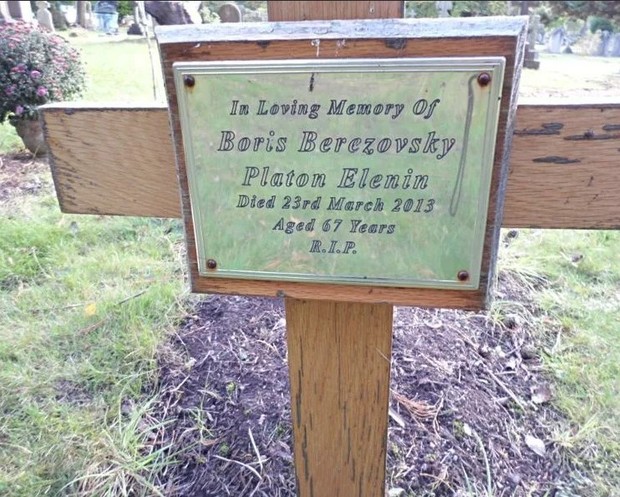 In Loving Memory Of
Boris Berezovsky
Platon Elenin
Died 23rd March 2013
Aged 67 Years
R.I.P.